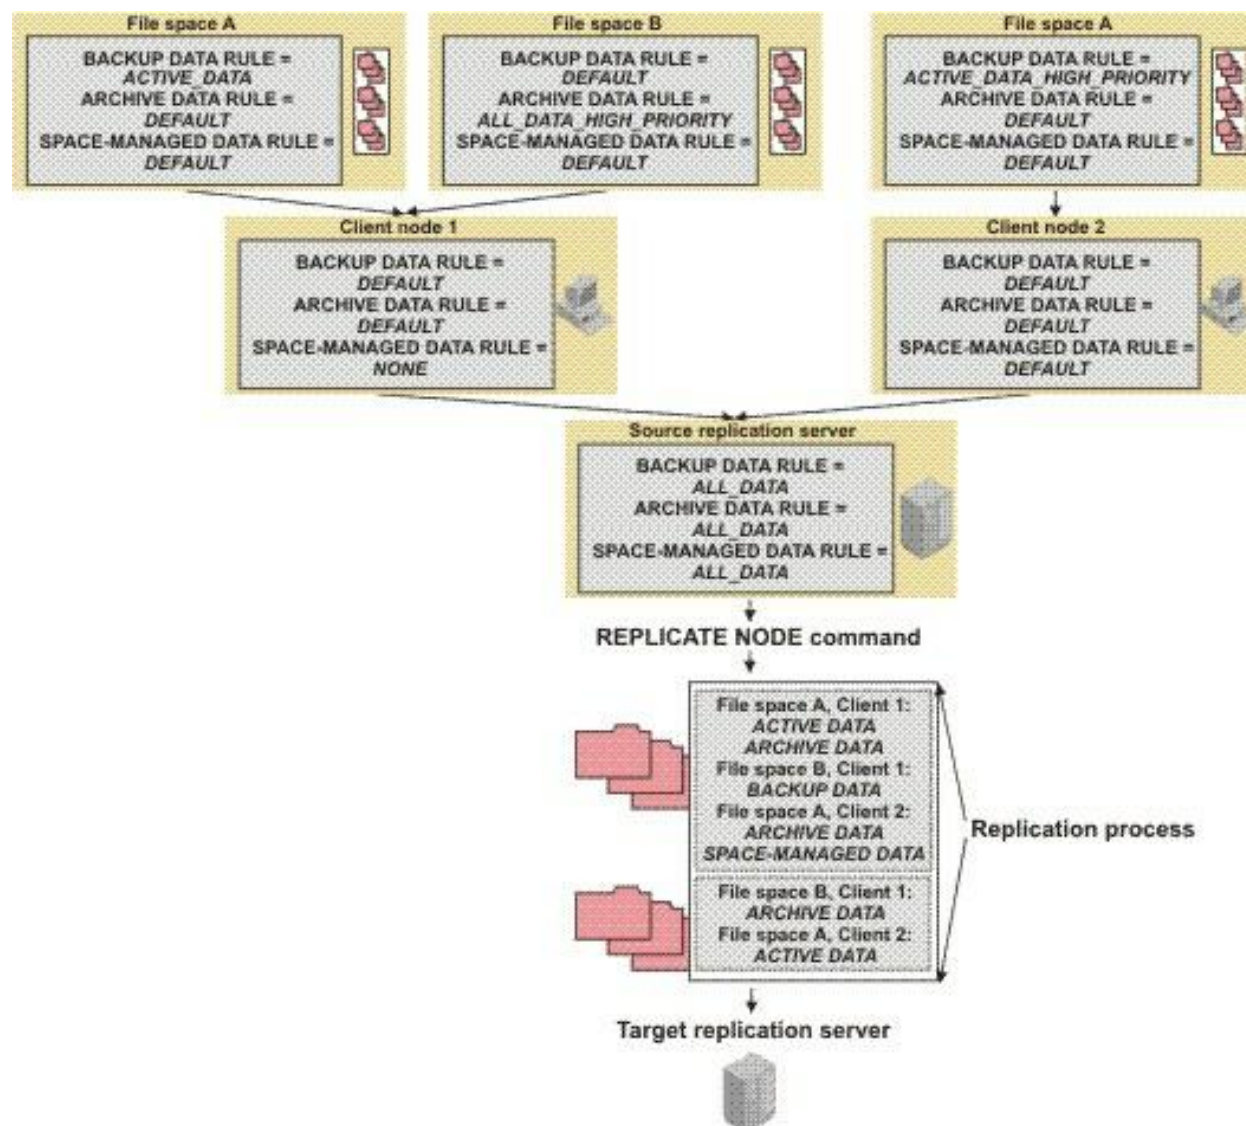 File space A
BACKUP DATA RULE =
ACTIVE_DATA
ARCHIVE DATA RULE =
DEFAULT
SPACE-MANAGED DATA RULE =
DEFAULT
File space B
BACKUP DATA RULE =
DEFAULT
ARCHIVE DATA RULE =
ALL_DATA_HIGH_PRIORITY
SPACE-MANAGED DATA RULE =
DEFAULT
File space A
BACKUP DATA RULE =
ACTIVE_DATA_HIGH_PRIORITY
ARCHIVE DATA RULE =
DEFAULT
SPACE-MANAGED DATA RULE =
DEFAULT
Client node 1
BACKUP DATA RULE =
DEFAULT
ARCHIVE DATA RULE =
DEFAULT
SPACE-MANAGED DATA RULE =
NONE
Client node 2
BACKUP DATA RULE =
DEFAULT
ARCHIVE DATA RULE =
DEFAULT
SPACE-MANAGED DATA RULE =
DEFAULT
Source replication server
BACKUP DATA RULE =
ALL_DATA
ARCHIVE DATA RULE =
ALL_DATA
SPACE-MANAGED DATA RULE =
ALL_DATA
REPLICATE NODE command
File space A, Client 1:
ACTIVE DATA
ARCHIVE DATA
File space B, Client 1:
BACKUP DATA
File space A, Client 2:
ARCHIVE DATA
SPACE-MANAGED DATA
File space B, Client 1:
ARCHIVE DATA
File space A, Client 2:
ACTIVE DATA
Replication process
Target replication server